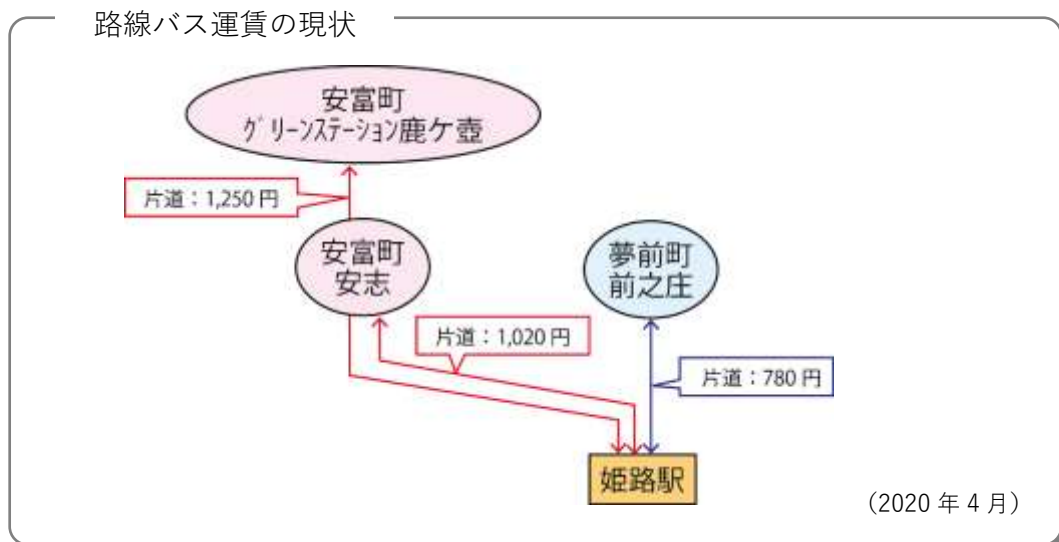 路線バス運賃の現状
安富町
グリーンステーション鹿ケ壺
片道：1,250円
安富町
安志
夢前町
前之庄
片道：1,020円
片道：780円
姫路駅
（2020年4月）